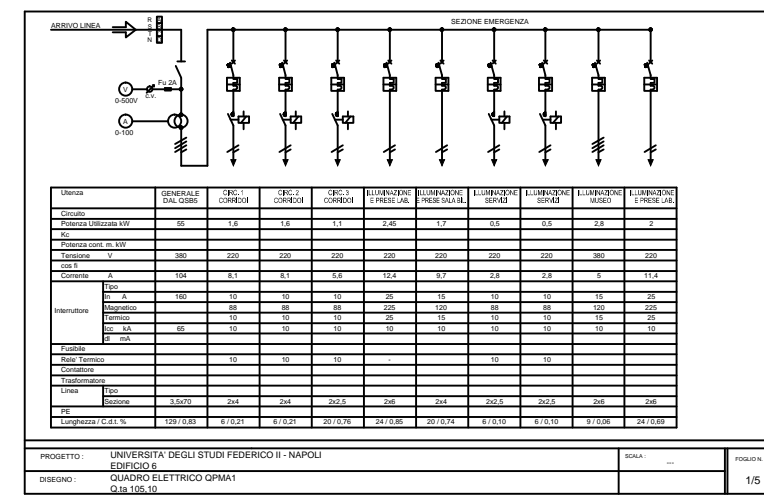 ARRIVO LINEA
R
S
T
N
SEZIONE EMERGENZA
V
Fu 2A
c.v.
0-500V
A
0-100
Utenza GENERALE DAL QSB5 CIRC. 1 CORRIDOI CIRC. 2 CORRIDOI CIRC. 3 CORRIDOI ILLUMINAZIONE E PRESE LAB. ILLUMINAZIONE E PRESE SALA BIL. ILLUMINAZIONE SERVIZI ILLUMINAZIONE SERVIZI ILLUMINAZIONE MUSEO ILLUMINAZIONE E PRESE LAB.
Circuito
Potenza Utilizzata kW 55 1,6 1,6 1,1 2,45 1,7 0,5 0,5 2,8 2
Kc
Potenza cont. m. kW
Tensione V 380 220 220 220 220 220 220 220 380 220
cos fi
Corrente A 104 8,1 8,1 5,6 12,4 9,7 2,8 2,8 5 11,4
Interruttore
Tipo
In A 160 10 10 10 25 15 10 10 15 25
Magnetico 88 88 88 225 120 88 88 120 225
Termico 10 10 10 25 15 10 10 15 25
Icc kA 65 10 10 10 10 10 10 10 10 10
dI mA
Fusibile
Rele' Termico 10 10 10 - 10 10
Contattore
Trasformatore
Linea Tipo
Sezione 3,5x70 2x4 2x4 2x2,5 2x6 2x4 2x2,5 2x2,5 2x6 2x6
PE
Lunghezza / C.d.t. % 129 / 0,83 6 / 0,21 6 / 0,21 20 / 0,76 24 / 0,85 20 / 0,74 6 / 0,10 6 / 0,10 9 / 0,06 24 / 0,69
PROGETTO : UNIVERSITA' DEGLI STUDI FEDERICO II - NAPOLI
EDIFICIO 6
SCALA : ---
FOGLIO N.
DISEGNO : QUADRO ELETTRICO QPMA1
Q.ta 105,10
1/5